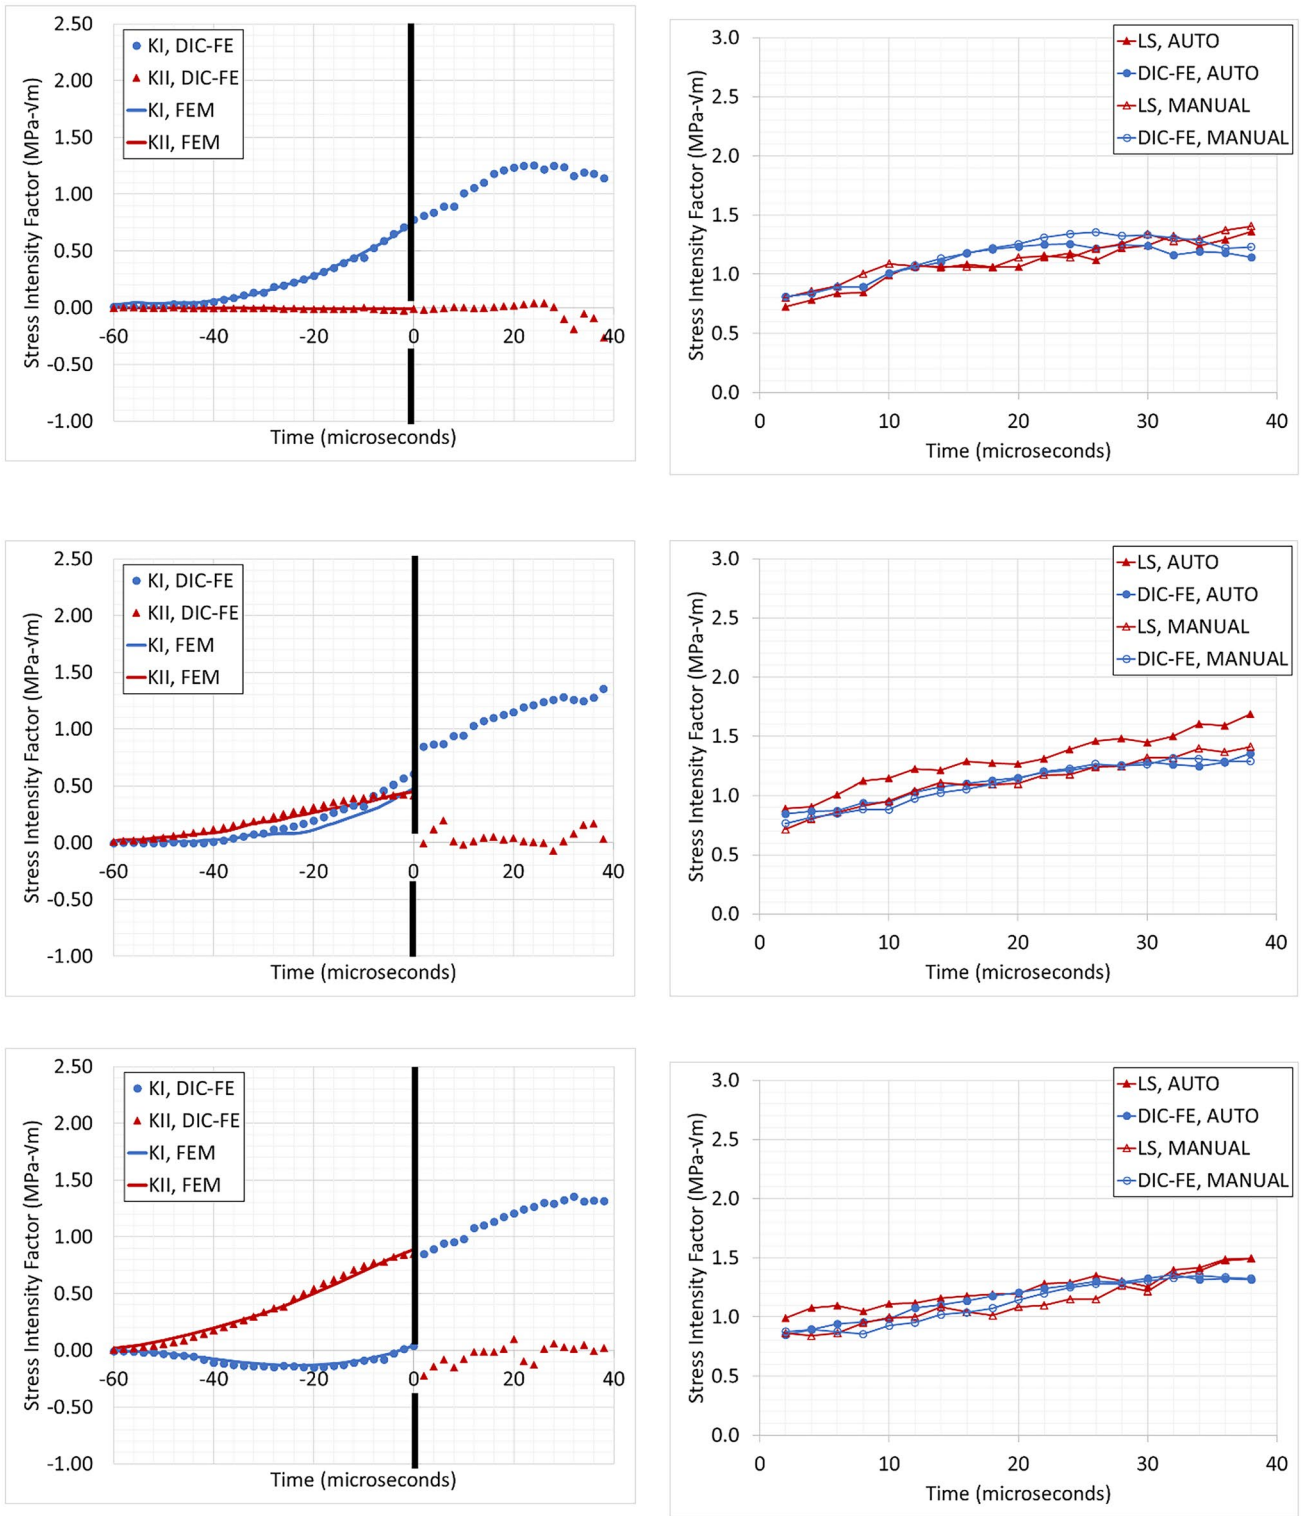 2.50
2.00
1.50
1.00
0.50
0.00
-0.50
-1.00
-60
-40
-20
0
20
40
Stress Intensity Factor (MPa-√m)
Time (microseconds)
KI, DIC-FE
KII, DIC-FE
KI, FEM
KII, FEM
3.0
2.5
2.0
1.5
1.0
0.5
0.0
0
10
20
30
40
Stress Intensity Factor (MPa-√m)
Time (microseconds)
LS, AUTO
DIC-FE, AUTO
LS, MANUAL
DIC-FE, MANUAL
2.50
2.00
1.50
1.00
0.50
0.00
-0.50
-1.00
-60
-40
-20
0
20
40
Stress Intensity Factor (MPa-√m)
Time (microseconds)
KI, DIC-FE
KII, DIC-FE
KI, FEM
KII, FEM
3.0
2.5
2.0
1.5
1.0
0.5
0.0
0
10
20
30
40
Stress Intensity Factor (MPa-√m)
Time (microseconds)
LS, AUTO
DIC-FE, AUTO
LS, MANUAL
DIC-FE, MANUAL
2.50
2.00
1.50
1.00
0.50
0.00
-0.50
-1.00
-60
-40
-20
0
20
40
Stress Intensity Factor (MPa-√m)
Time (microseconds)
KI, DIC-FE
KII, DIC-FE
KI, FEM
KII, FEM
3.0
2.5
2.0
1.5
1.0
0.5
0.0
0
10
20
30
40
Stress Intensity Factor (MPa-√m)
Time (microseconds)
LS, AUTO
DIC-FE, AUTO
LS, MANUAL
DIC-FE, MANUAL